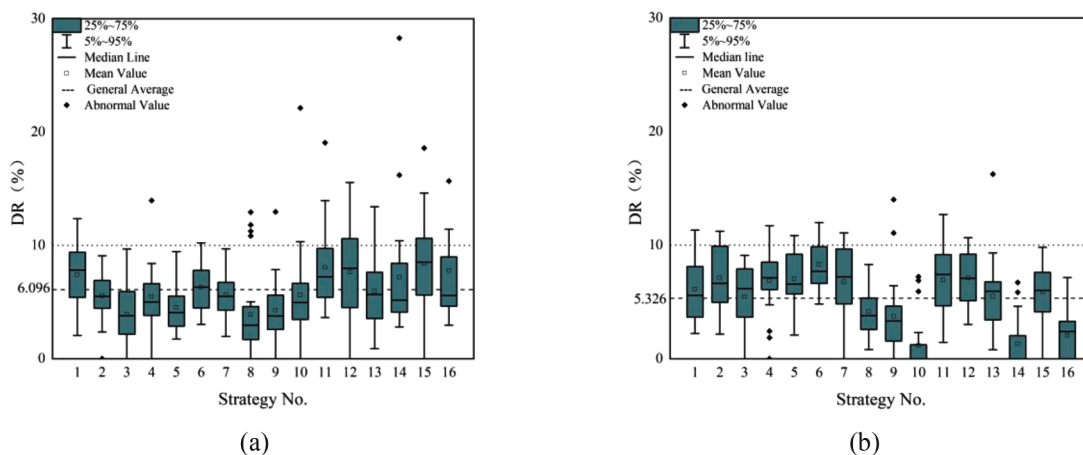 30
25%~75%
5%~95%
Median Line
Mean Value
General Average
Abnormal Value
20
DR（%）
10
6.096
0
1 2 3 4 5 6 7 8 9 10 11 12 13 14 15 16
Strategy No.
(a)
30
25%~75%
5%~95%
Median line
Mean Value
General Average
Abnormal Value
20
DR（%）
10
5.326
0
1 2 3 4 5 6 7 8 9 10 11 12 13 14 15 16
Strategy No.
(b)